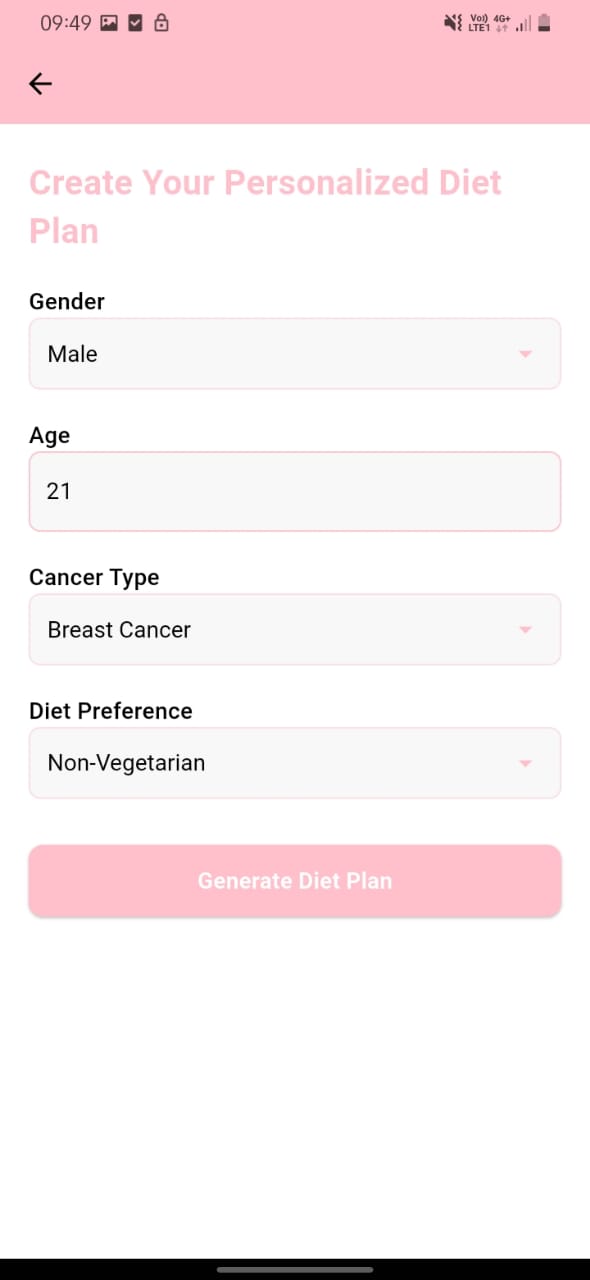 09:49
Vo)) 4G+
LTE1
Create Your Personalized Diet
Plan
Gender
Male
Age
21
Cancer Type
Breast Cancer
Diet Preference
Non-Vegetarian
Generate Diet Plan